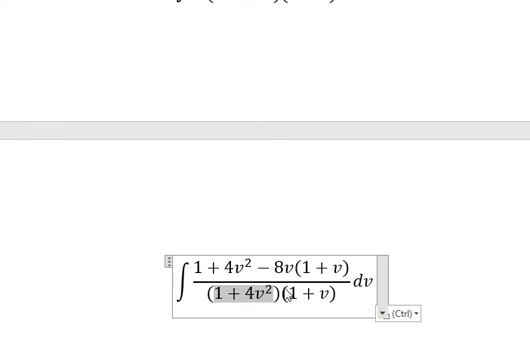 ∫ (1 + 4v² − 8v(1 + v)) / ((1 + 4v²)(1 + v)) dv
(Ctrl)